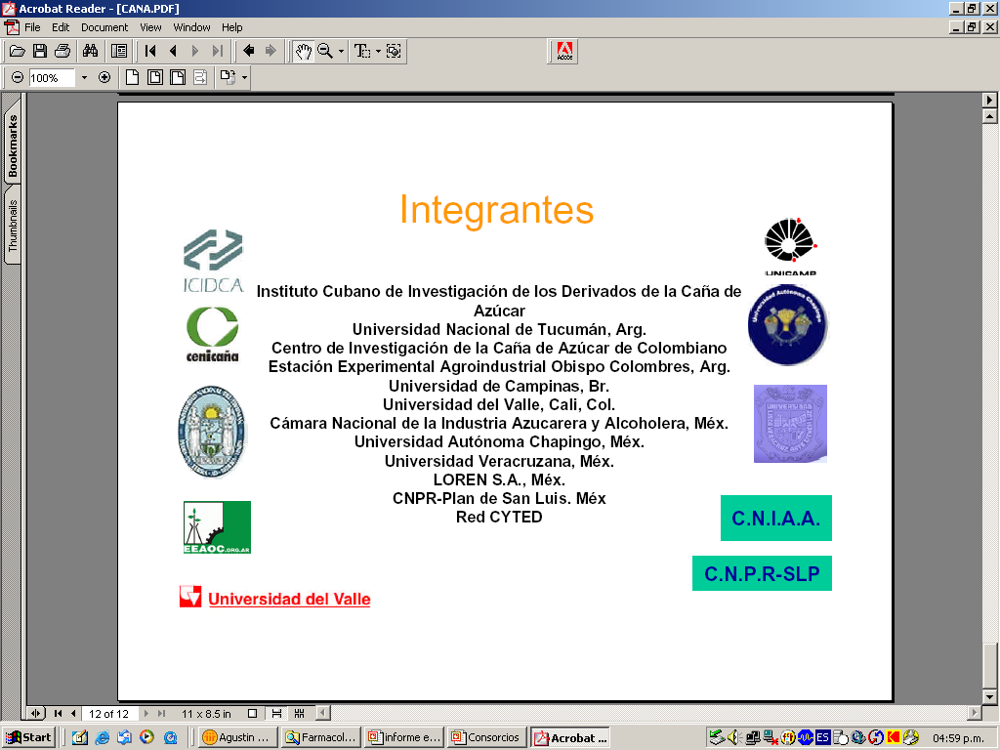 Acrobat Reader - [CANA.PDF]
File Edit Document View Window Help
100%
Adobe
Bookmarks
Thumbnails
Integrantes
ICIDCA
cenicaña
EEAOC.ORG.AR
Universidad del Valle
Instituto Cubano de Investigación de los Derivados de la Caña de
Azúcar
Universidad Nacional de Tucumán, Arg.
Centro de Investigación de la Caña de Azúcar de Colombiano
Estación Experimental Agroindustrial Obispo Colombres, Arg.
Universidad de Campinas, Br.
Universidad del Valle, Cali, Col.
Cámara Nacional de la Industria Azucarera y Alcoholera, Méx.
Universidad Autónoma Chapingo, Méx.
Universidad Veracruzana, Méx.
LOREN S.A., Méx.
CNPR-Plan de San Luis. Méx
Red CYTED
UNICAMP
Universidad Autónoma Chapingo
C.N.I.A.A.
C.N.P.R-SLP
12 of 12
11 x 8.5 in
Start
Agustin ...
Farmacol...
informe e...
Consorcios
Acrobat ...
ES
04:59 p.m.